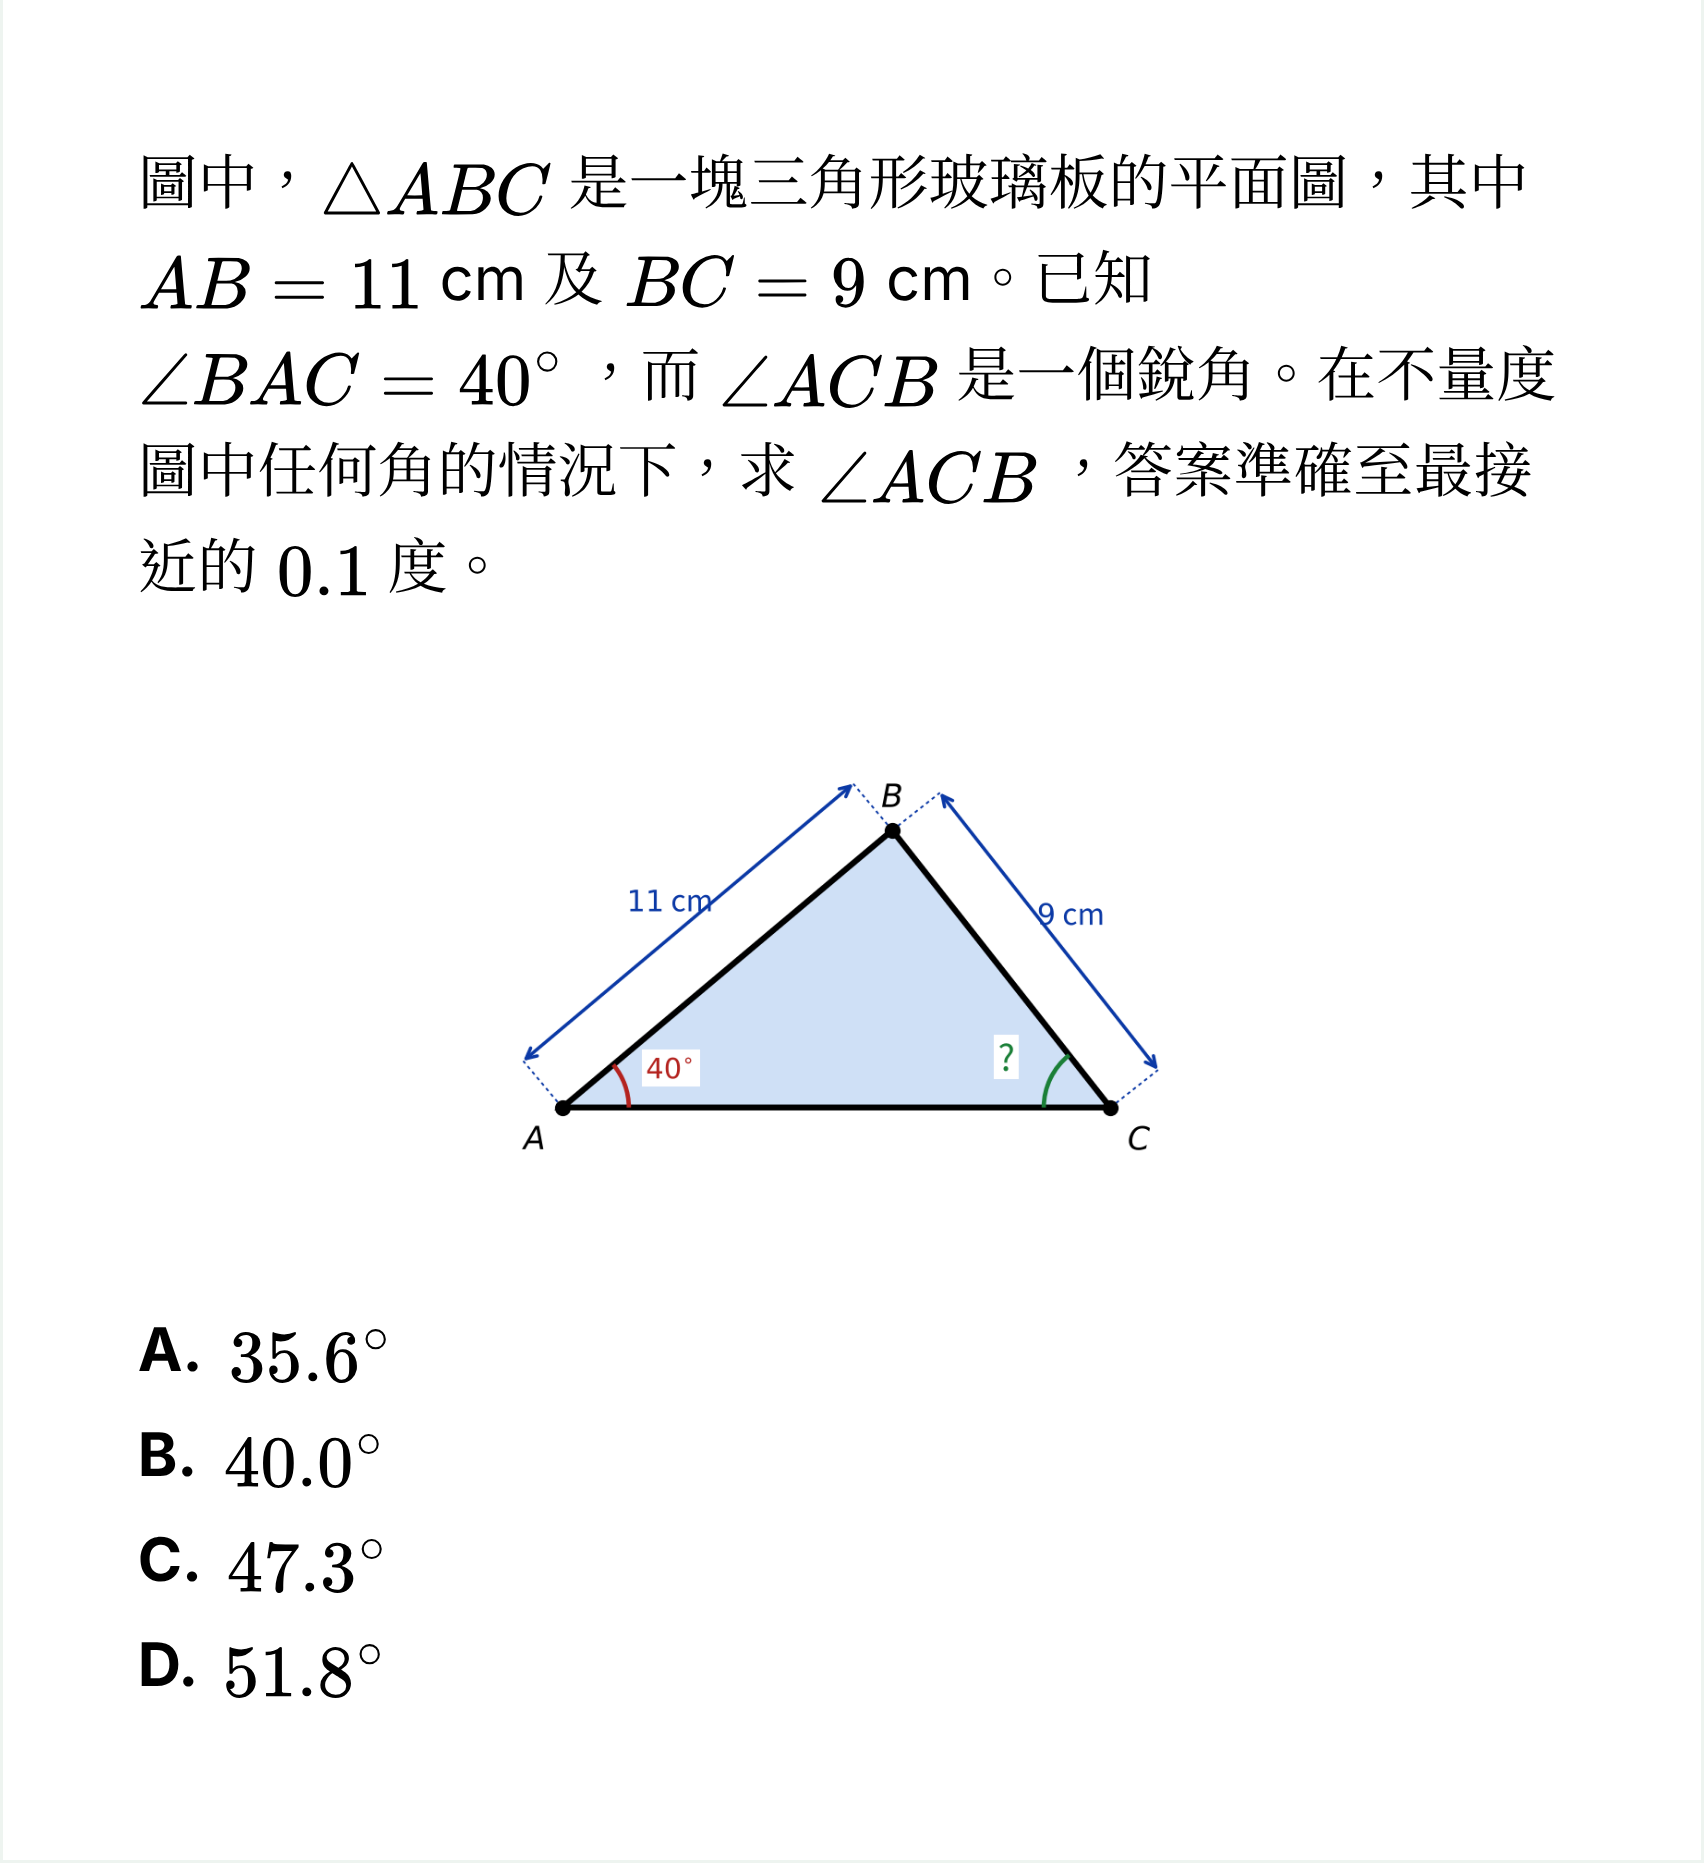 圖中，△ABC 是一塊三角形玻璃板的平面圖，其中
AB = 11 cm 及 BC = 9 cm。已知
∠BAC = 40°，而 ∠ACB 是一個銳角。在不量度
圖中任何角的情況下，求 ∠ACB，答案準確至最接
近的 0.1 度。
B
11 cm
9 cm
40°
?
A
C
A. 35.6°
B. 40.0°
C. 47.3°
D. 51.8°